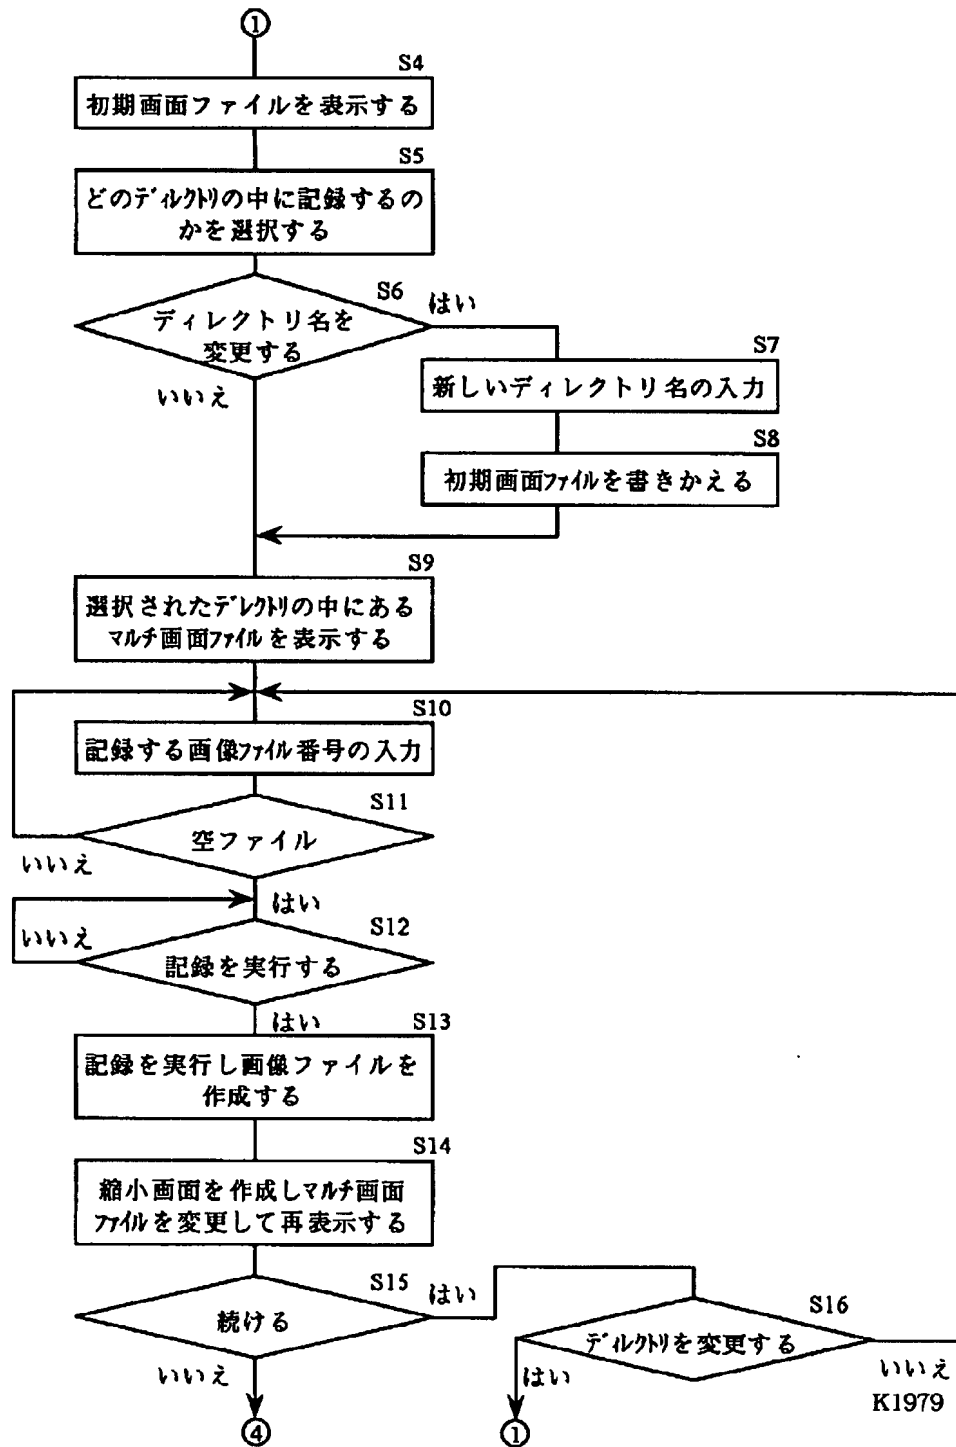 ①
S4
初期画面ファイルを表示する
S5
どのディルクトリの中に記録するの
かを選択する
S6
はい
ディレクトリ名を
変更する
いいえ
S7
新しいディレクトリ名の入力
S8
初期画面ファイルを書きかえる
S9
選択されたデレクトリの中にある
マルチ画面ファイルを表示する
S10
記録する画像ファイル番号の入力
S11
空ファイル
いいえ
はい
S12
いいえ
記録を実行する
はい
S13
記録を実行し画像ファイルを
作成する
S14
縮小画面を作成しマルチ画面
ファイルを変更して再表示する
S15
はい
続ける
いいえ
④
S16
ディルクトリを変更する
はい
①
いいえ
K1979